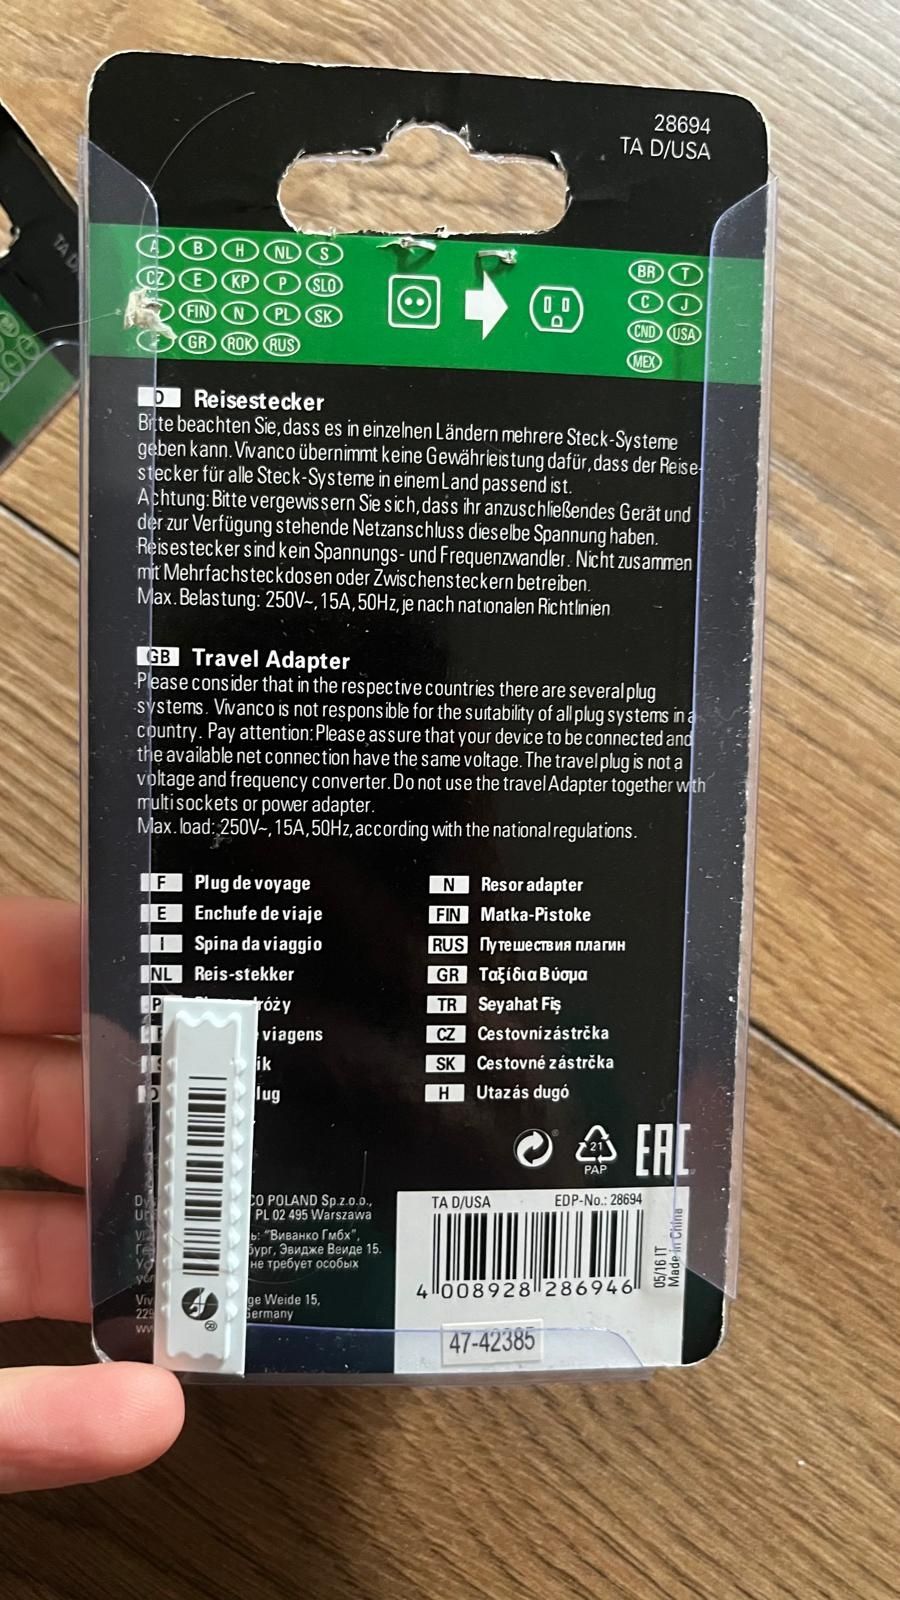 28694
TA D/USA
A B H NL S
CZ E KP P SLO
FIN N PL SK
GR ROK RUS
BR T
C J
CND USA
MEX
D Reisestecker
Bitte beachten Sie, dass es in einzelnen Ländern mehrere Steck-Systeme
geben kann. Vivanco übernimmt keine Gewährleistung dafür, dass der Reise-
stecker für alle Steck-Systeme in einem Land passend ist.
Achtung: Bitte vergewissern Sie sich, dass ihr anzuschließendes Gerät und
der zur Verfügung stehende Netzanschluss dieselbe Spannung haben.
Reisestecker sind kein Spannungs- und Frequenzwandler. Nicht zusammen
mit Mehrfachsteckdosen oder Zwischensteckern betreiben.
Max. Belastung: 250V~, 15A, 50Hz, je nach nationalen Richtlinien
GB Travel Adapter
Please consider that in the respective countries there are several plug
systems. Vivanco is not responsible for the suitability of all plug systems in a
country. Pay attention: Please assure that your device to be connected and
the available net connection have the same voltage. The travel plug is not a
voltage and frequency converter. Do not use the travel Adapter together with
multi sockets or power adapter.
Max. load: 250V~, 15A, 50Hz, according with the national regulations.
F Plug de voyage
E Enchufe de viaje
I Spina da viaggio
NL Reis-stekker
viagens
N Resor adapter
FIN Matka-Pistoke
RUS Путешествия плагин
GR Ταξίδια Βύσμα
TR Seyahat Fiş
CZ Cestovní zástrčka
SK Cestovné zástrčka
H Utazás dugó
21
PAP
EAC
POLAND Sp.z.o.o.,
PL 02 495 Warszawa
"Виванко Гмбх",
Эвидже Веиде 15.
не требует особых
Weide 15,
Germany
TA D/USA EDP-No.: 28694
4 008928 286946
05/16 IT
Made in China
47-42385